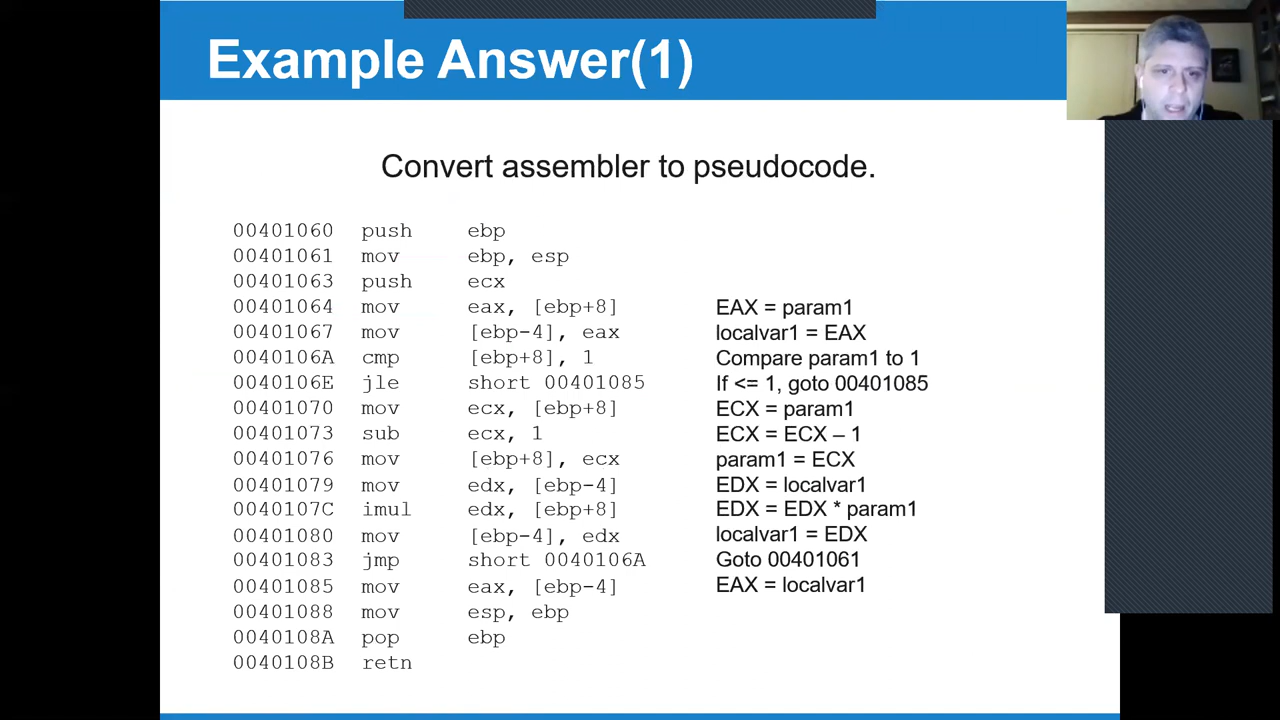 Example Answer(1)
Convert assembler to pseudocode.
00401060 push ebp
00401061 mov ebp, esp
00401063 push ecx
00401064 mov eax, [ebp+8] EAX = param1
00401067 mov [ebp-4], eax localvar1 = EAX
0040106A cmp [ebp+8], 1 Compare param1 to 1
0040106E jle short 00401085 If <= 1, goto 00401085
00401070 mov ecx, [ebp+8] ECX = param1
00401073 sub ecx, 1 ECX = ECX – 1
00401076 mov [ebp+8], ecx param1 = ECX
00401079 mov edx, [ebp-4] EDX = localvar1
0040107C imul edx, [ebp+8] EDX = EDX * param1
00401080 mov [ebp-4], edx localvar1 = EDX
00401083 jmp short 0040106A Goto 00401061
00401085 mov eax, [ebp-4] EAX = localvar1
00401088 mov esp, ebp
0040108A pop ebp
0040108B retn